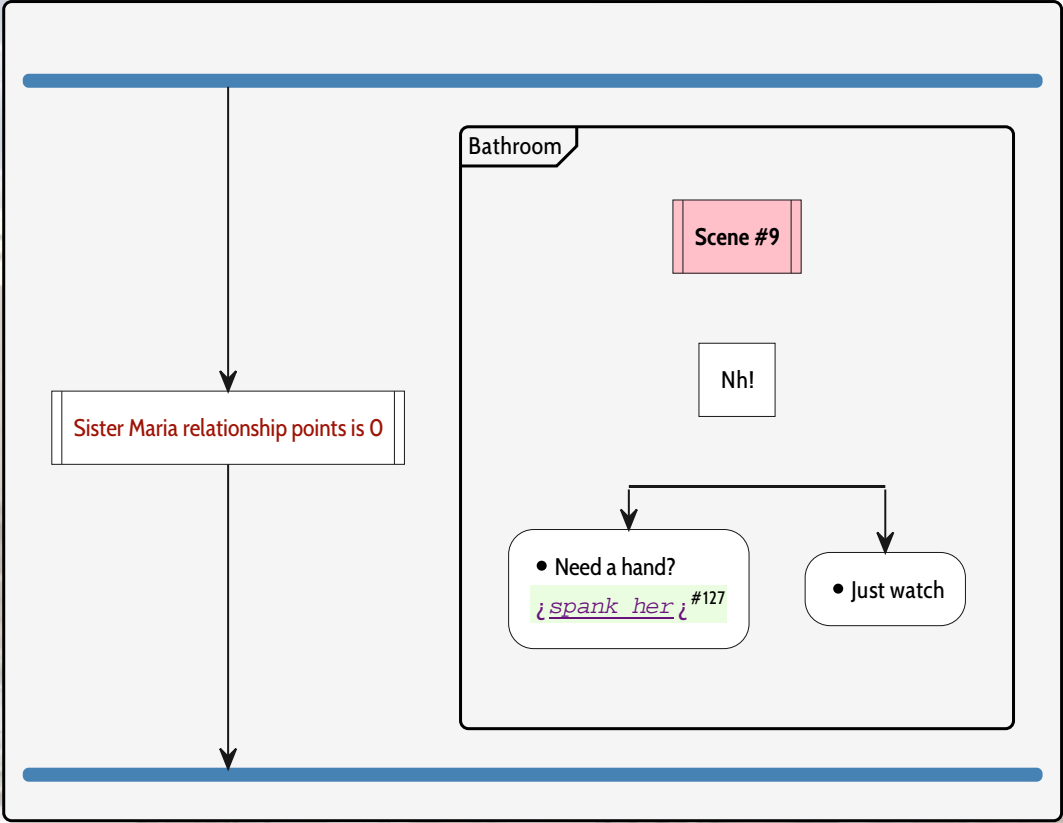 Bathroom
Scene #9
Nh!
Sister Maria relationship points is 0
• Need a hand?
¿spank her¿#127
• Just watch